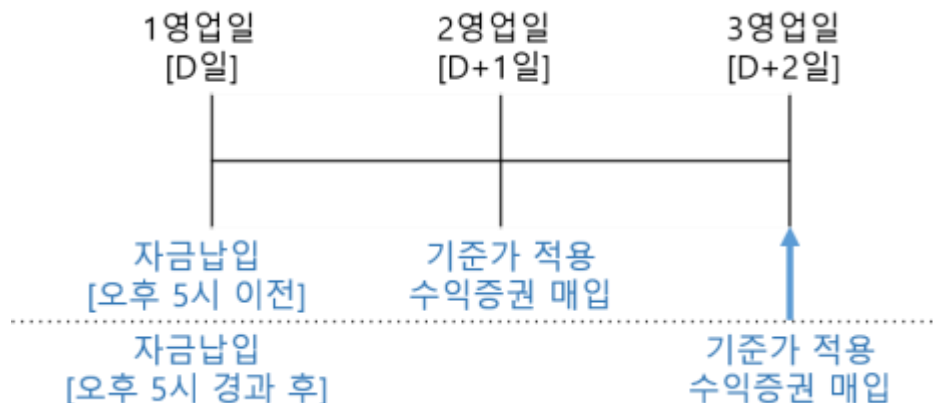 1영업일 2영업일 3영업일
[D일] [D+1일] [D+2일]
자금납입 기준가 적용
[오후 5시 이전] 수익증권 매입
자금납입 기준가 적용
[오후 5시 경과 후] 수익증권 매입